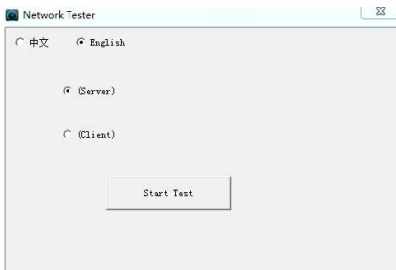 Network Tester
中文 English
(Server)
(Client)
Start Test